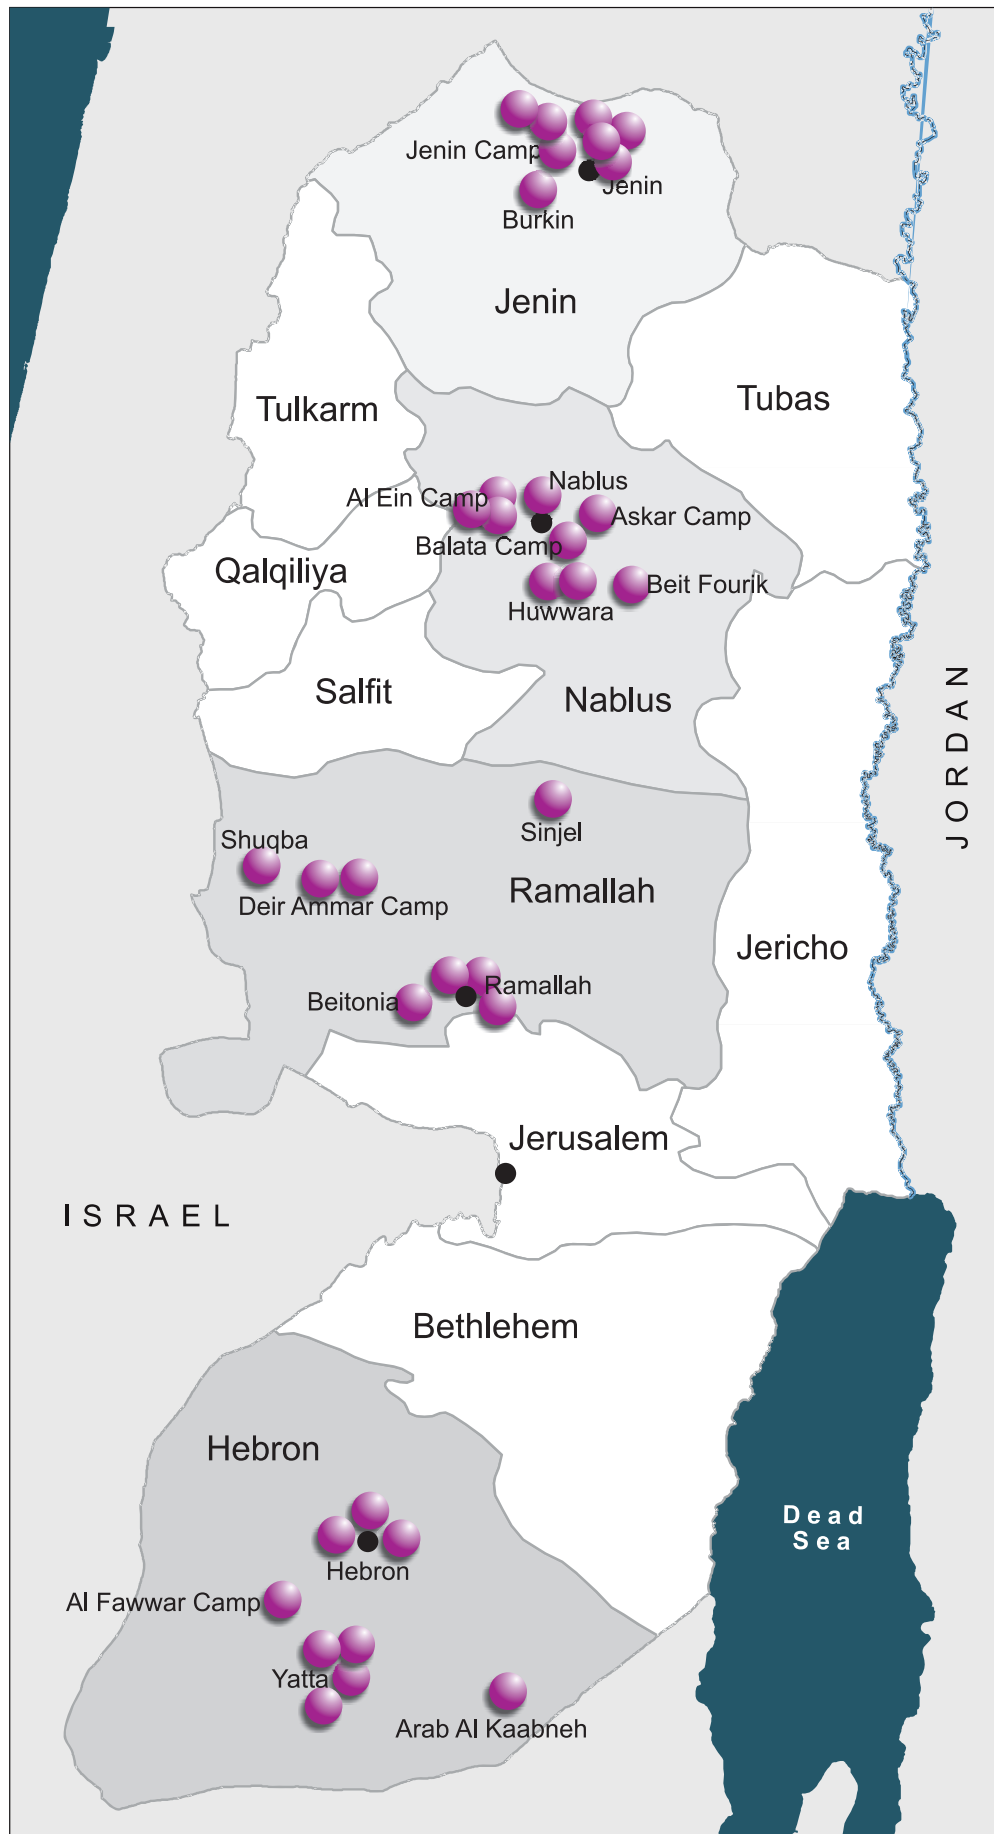 Jenin Camp
Jenin
Burkin
Jenin
Tubas
Tulkarm
Nablus
Al Ein Camp
Askar Camp
Balata Camp
Qalqiliya
Beit Fourik
Huwwara
Salfit
Nablus
JORDAN
Sinjel
Shuqba
Ramallah
Deir Ammar Camp
Jericho
Ramallah
Beitonia
Jerusalem
ISRAEL
Bethlehem
Hebron
Dead
Sea
Hebron
Al Fawwar Camp
Yatta
Arab Al Kaabneh